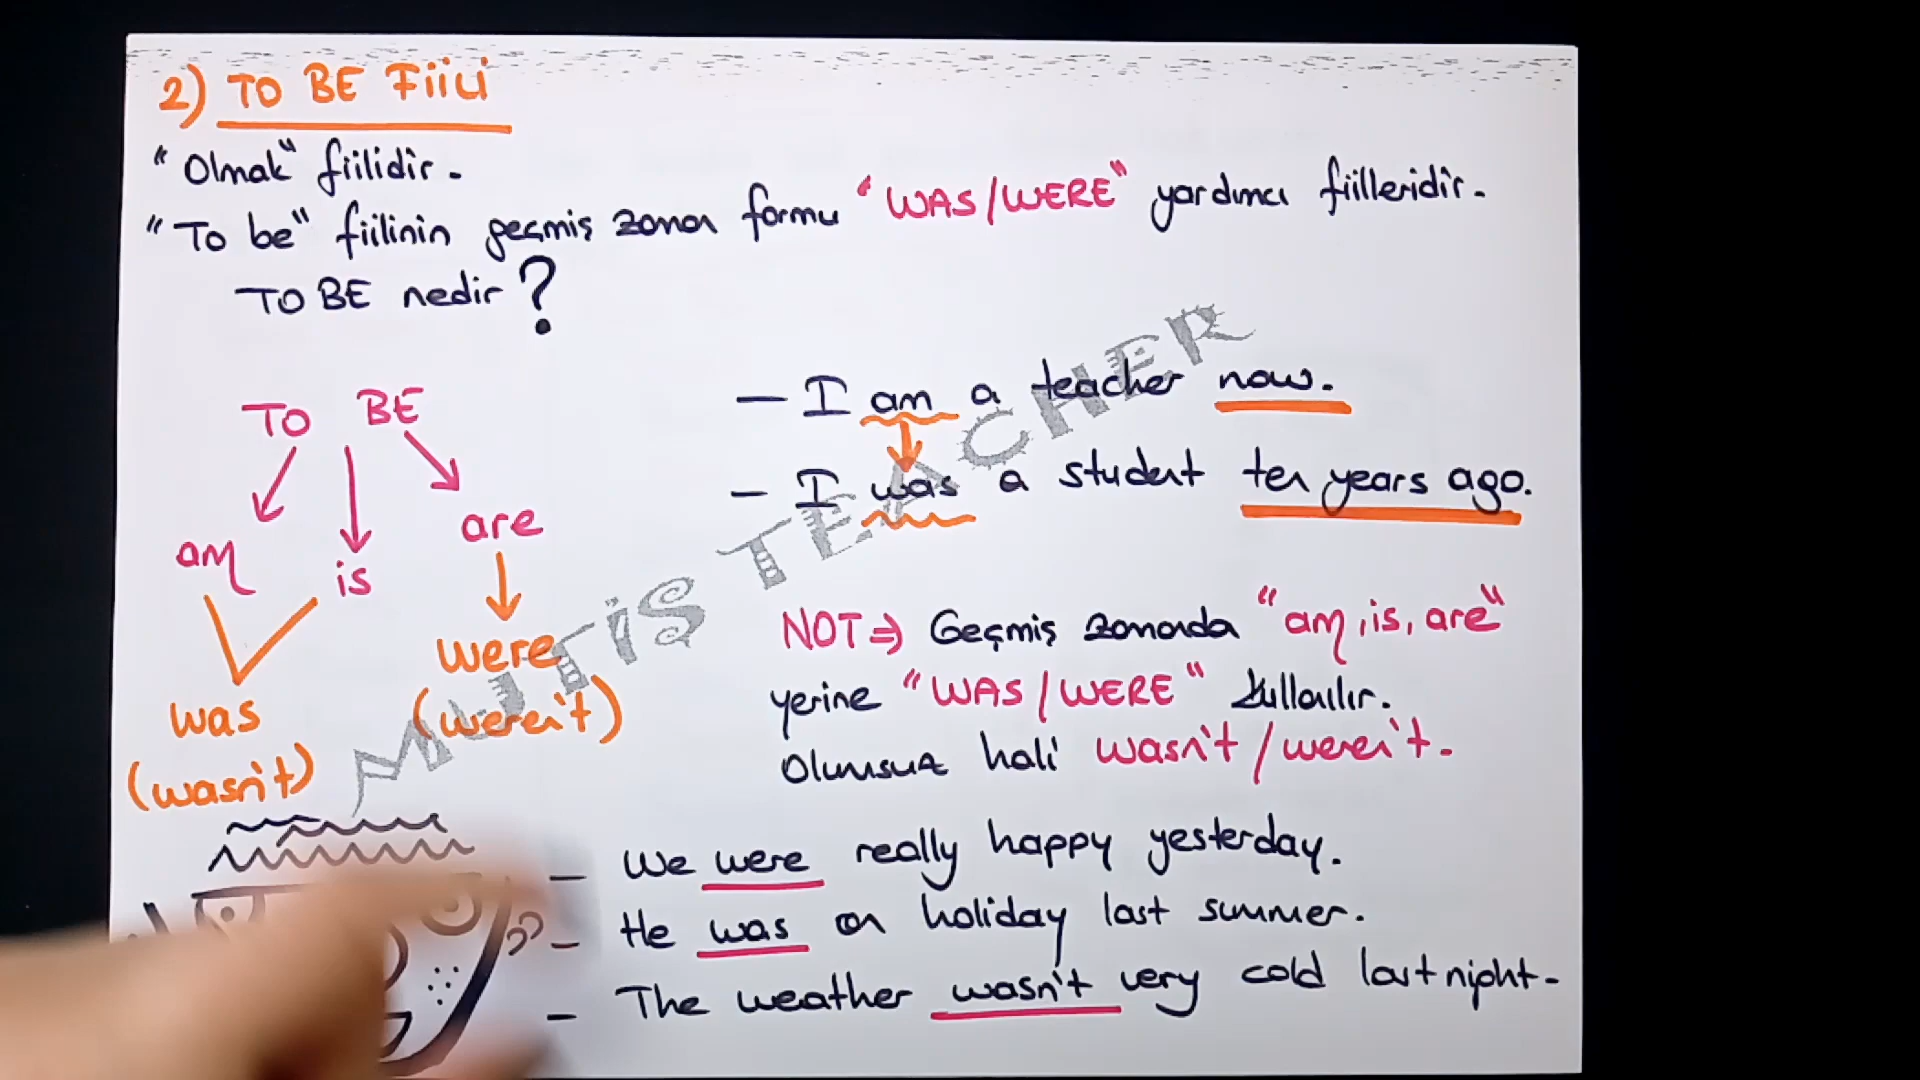 2) TO BE Fiili
"Olmak" fiilidir.
"To be" fiilinin geçmiş zaman formu "WAS/WERE" yardımcı fiilleridir.
TO BE nedir?
TO BE
am
is
are
was
(wasn't)
were
(weren't)
- I am a teacher now.
- I was a student ten years ago.
NOT⇒ Geçmiş zamanda "am, is, are"
yerine "WAS/WERE" kullanılır.
Olumsuz hali wasn't/weren't.
- We were really happy yesterday.
- He was on holiday last summer.
- The weather wasn't very cold last night.
MUTIS TEACHER